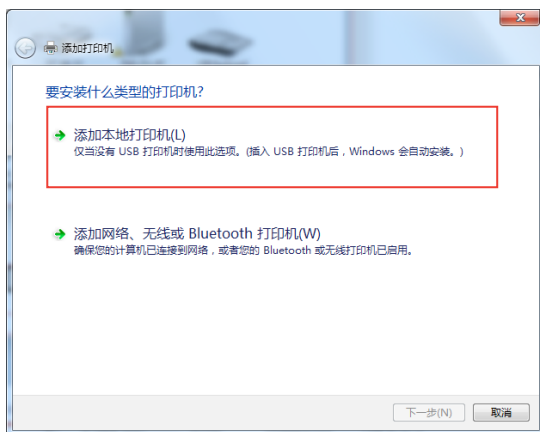 添加打印机
要安装什么类型的打印机?
添加本地打印机(L)
仅当没有 USB 打印机时使用此选项。(插入 USB 打印机后，Windows 会自动安装。)
添加网络、无线或 Bluetooth 打印机(W)
确保您的计算机已连接到网络，或者您的 Bluetooth 或无线打印机已启用。
下一步(N) 取消